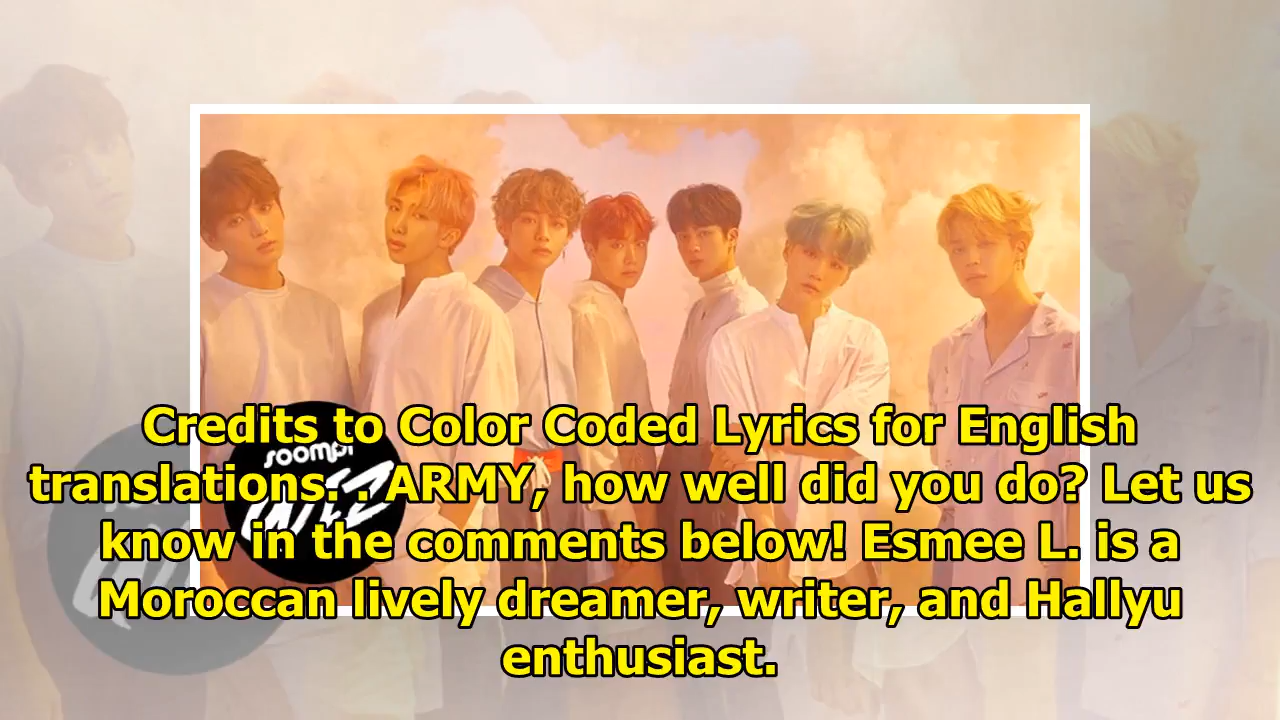 Credits to Color Coded Lyrics for English
translations. . ARMY, how well did you do? Let us
know in the comments below! Esmee L. is a
Moroccan lively dreamer, writer, and Hallyu
enthusiast.
soompi